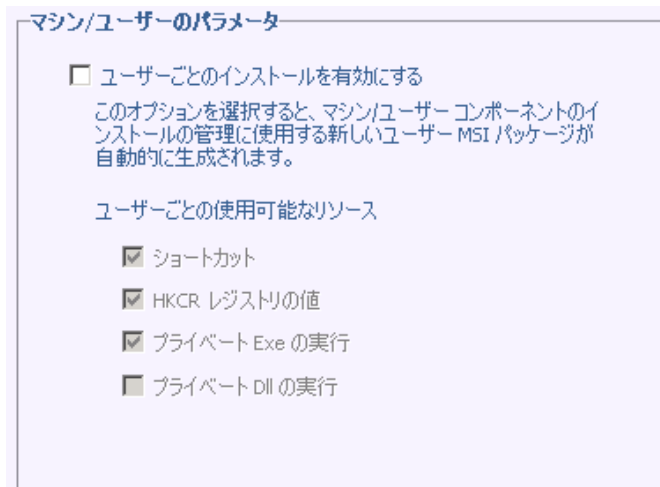 マシン/ユーザーのパラメータ
ユーザーごとのインストールを有効にする
このオプションを選択すると、マシン/ユーザー コンポーネントのイ
ンストールの管理に使用する新しいユーザー MSI パッケージが
自動的に生成されます。
ユーザーごとの使用可能なリソース
ショートカット
HKCR レジストリの値
プライベート Exe の実行
プライベート Dll の実行